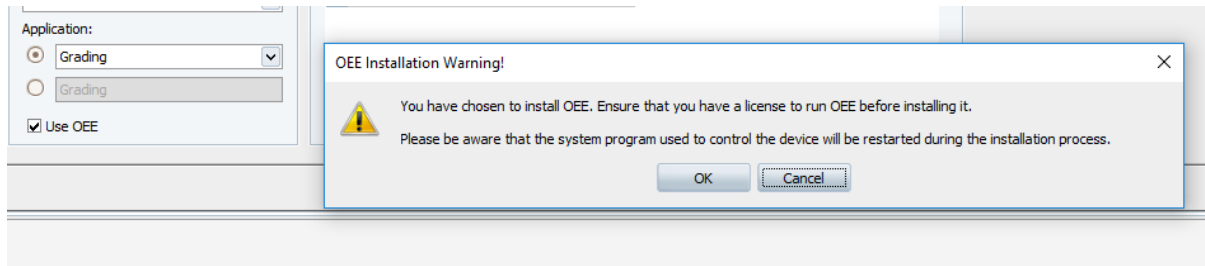 Application:
Grading
Grading
Use OEE
OEE Installation Warning!
You have chosen to install OEE. Ensure that you have a license to run OEE before installing it.
Please be aware that the system program used to control the device will be restarted during the installation process.
OK
Cancel